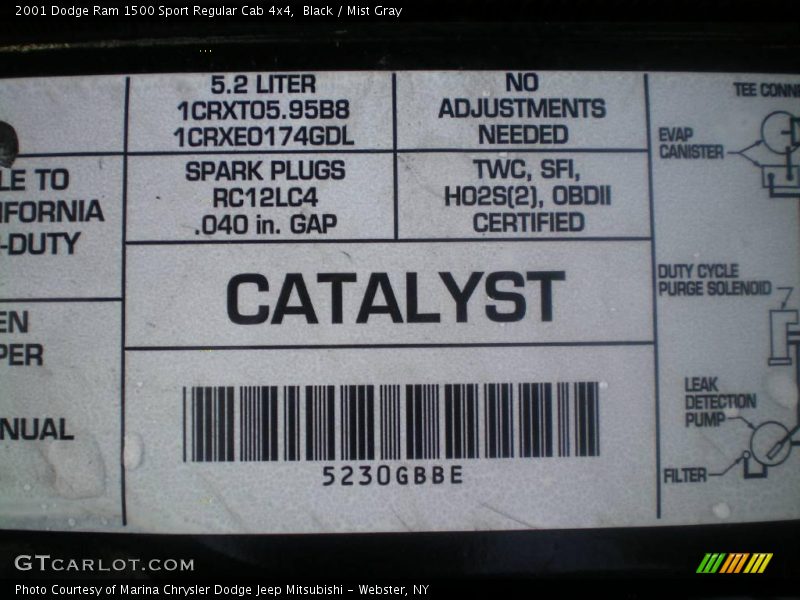 2001 Dodge Ram 1500 Sport Regular Cab 4x4, Black / Mist Gray
LE TO
IFORNIA
-DUTY
EN
PER
NUAL
5.2 LITER
1CRXT05.95B8
1CRXE0174GDL
NO
ADJUSTMENTS
NEEDED
SPARK PLUGS
RC12LC4
.040 in. GAP
TWC, SFI,
HO2S(2), OBDII
CERTIFIED
CATALYST
5230GBBE
TEE CONNE
EVAP
CANISTER
DUTY CYCLE
PURGE SOLENOID
LEAK
DETECTION
PUMP
FILTER
GTCARLOT.COM
Photo Courtesy of Marina Chrysler Dodge Jeep Mitsubishi - Webster, NY